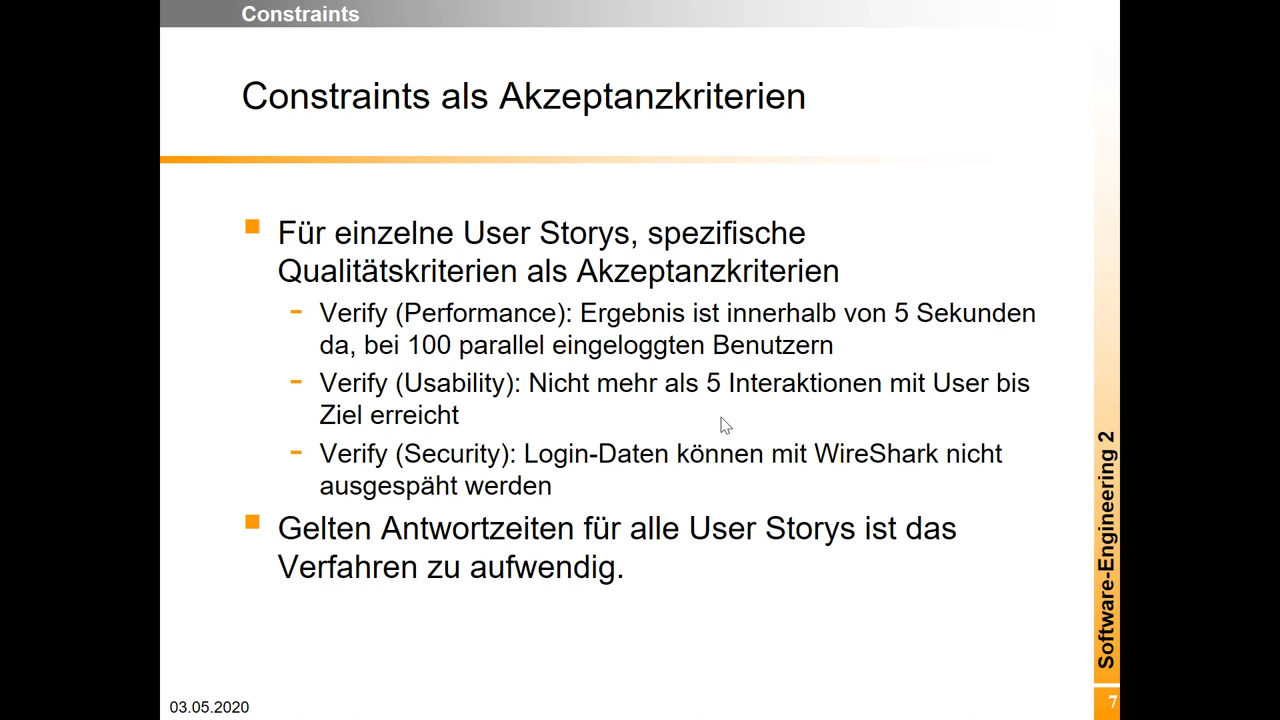 Constraints
Constraints als Akzeptanzkriterien
Für einzelne User Storys, spezifische
Qualitätskriterien als Akzeptanzkriterien
- Verify (Performance): Ergebnis ist innerhalb von 5 Sekunden
da, bei 100 parallel eingeloggten Benutzern
- Verify (Usability): Nicht mehr als 5 Interaktionen mit User bis
Ziel erreicht
- Verify (Security): Login-Daten können mit WireShark nicht
ausgespäht werden
Gelten Antwortzeiten für alle User Storys ist das
Verfahren zu aufwendig.
Software-Engineering 2
03.05.2020
7